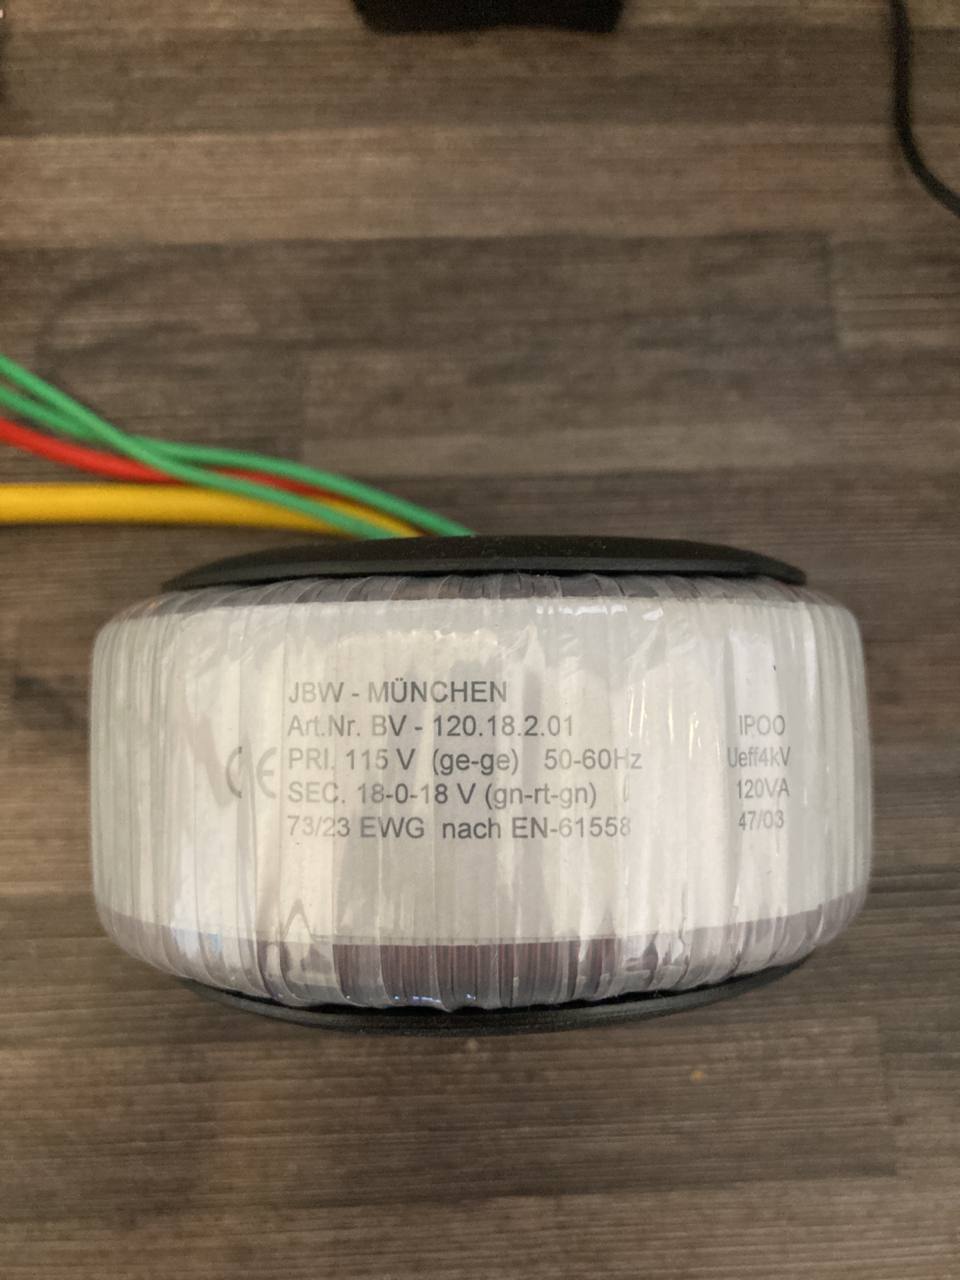 JBW - MÜNCHEN
Art.Nr. BV - 120.18.2.01 IPOO
CE PRI. 115 V (ge-ge) 50-60Hz Ueff4kV
SEC. 18-0-18 V (gn-rt-gn) 120VA
73/23 EWG nach EN-61558 47/03